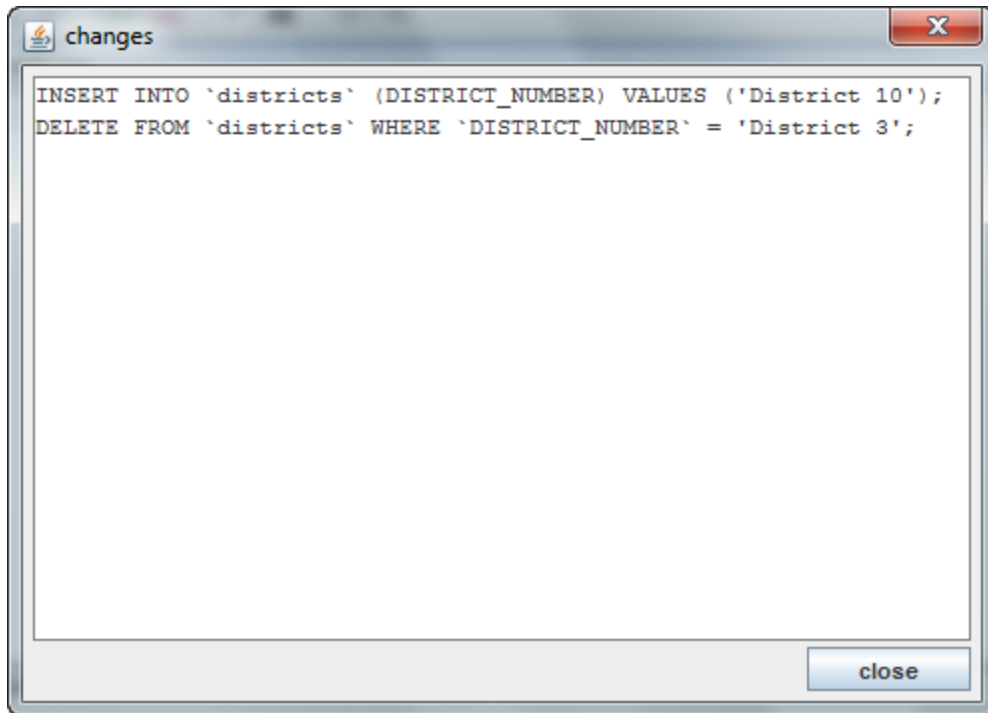 changes
INSERT INTO `districts` (DISTRICT_NUMBER) VALUES ('District 10');
DELETE FROM `districts` WHERE `DISTRICT_NUMBER` = 'District 3';
close